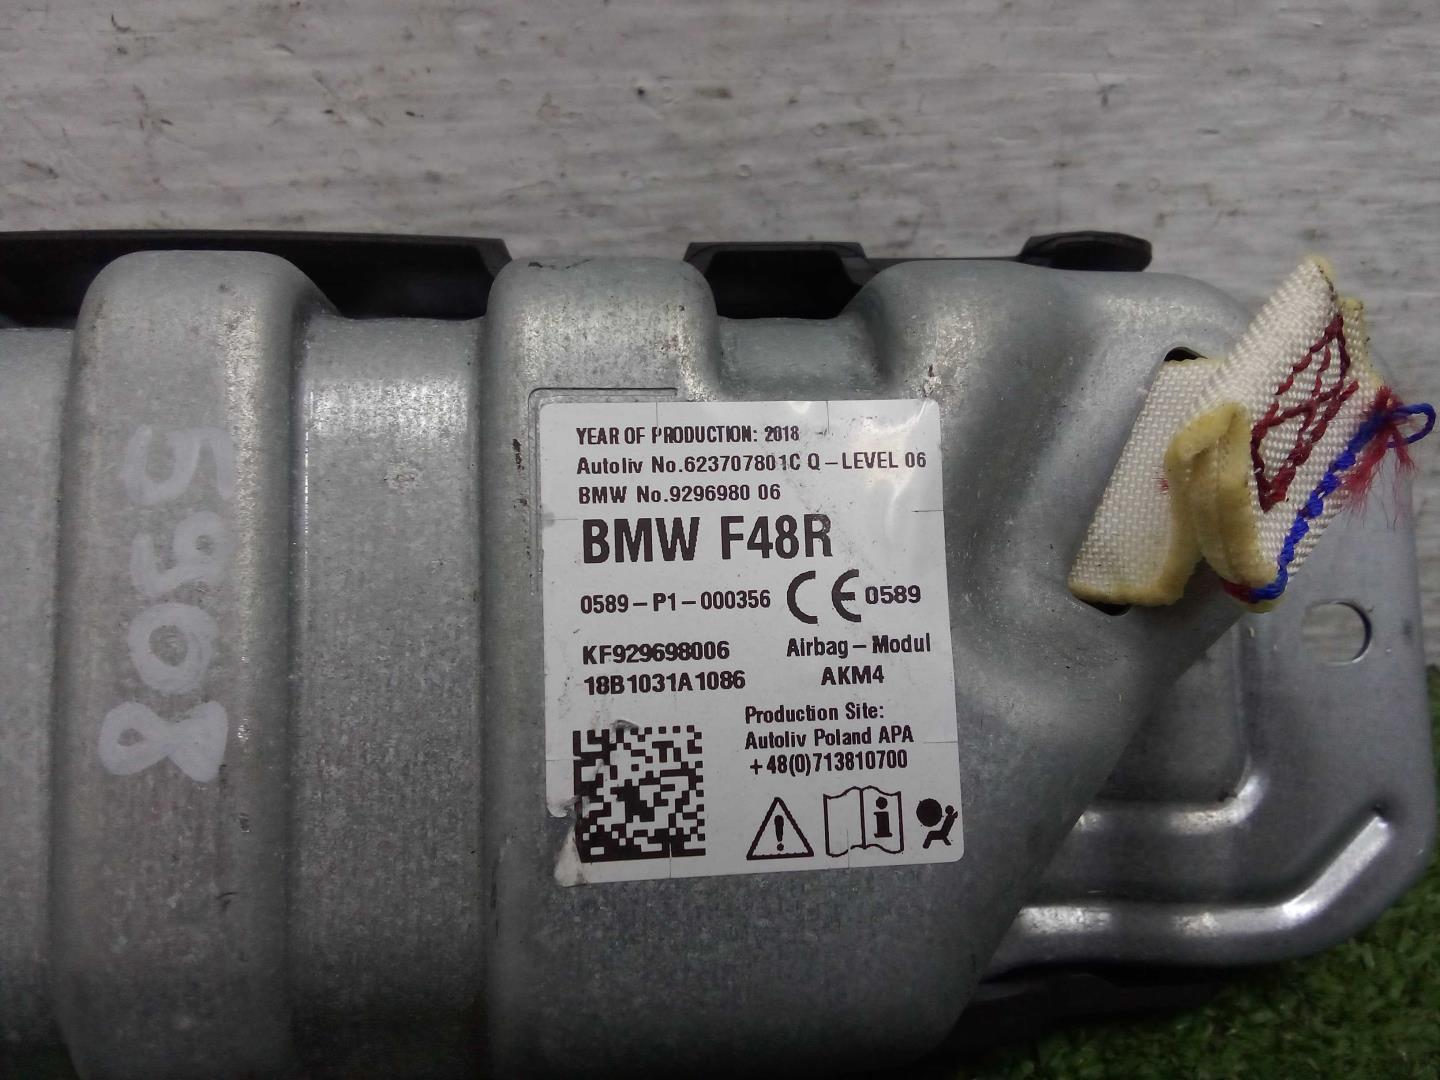 YEAR OF PRODUCTION: 2018
Autoliv No.623707801C Q-LEVEL 06
BMW No.9296980 06
BMW F48R
0589-P1-000356 CE 0589
KF929698006 Airbag-Modul
18B1031A1086 AKM4
Production Site:
Autoliv Poland APA
+48(0)713810700